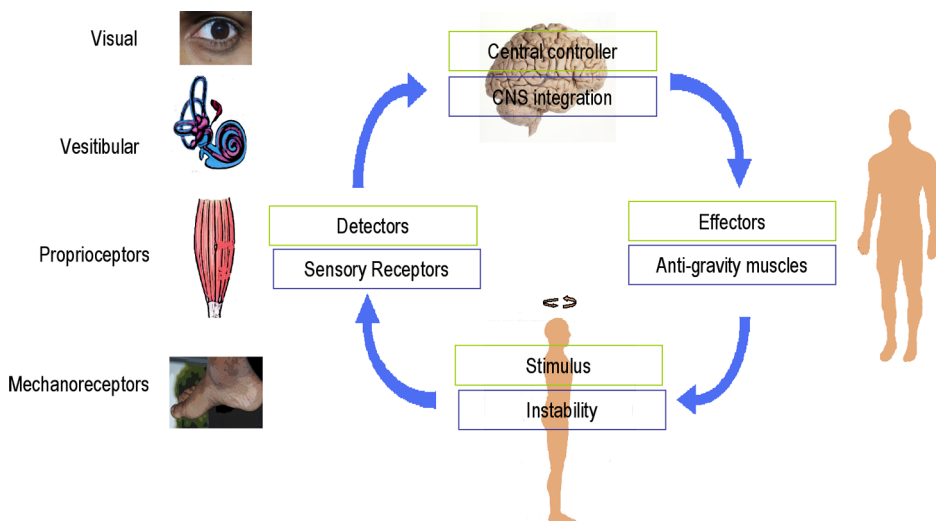 Visual
Vesitibular
Proprioceptors
Mechanoreceptors
Central controller
CNS integration
Detectors
Sensory Receptors
Effectors
Anti-gravity muscles
Stimulus
Instability